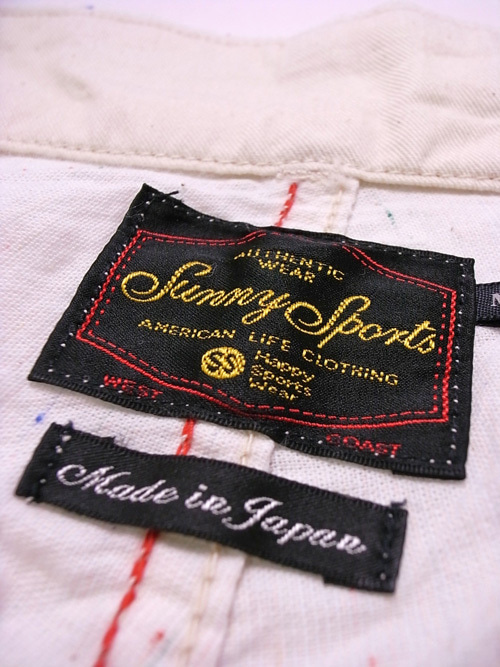 AUTHENTIC
WEAR
Sunny Sports
AMERICAN LIFE CLOTHING
SS Happy
Sports
Wear
WEST COAST
Made in Japan